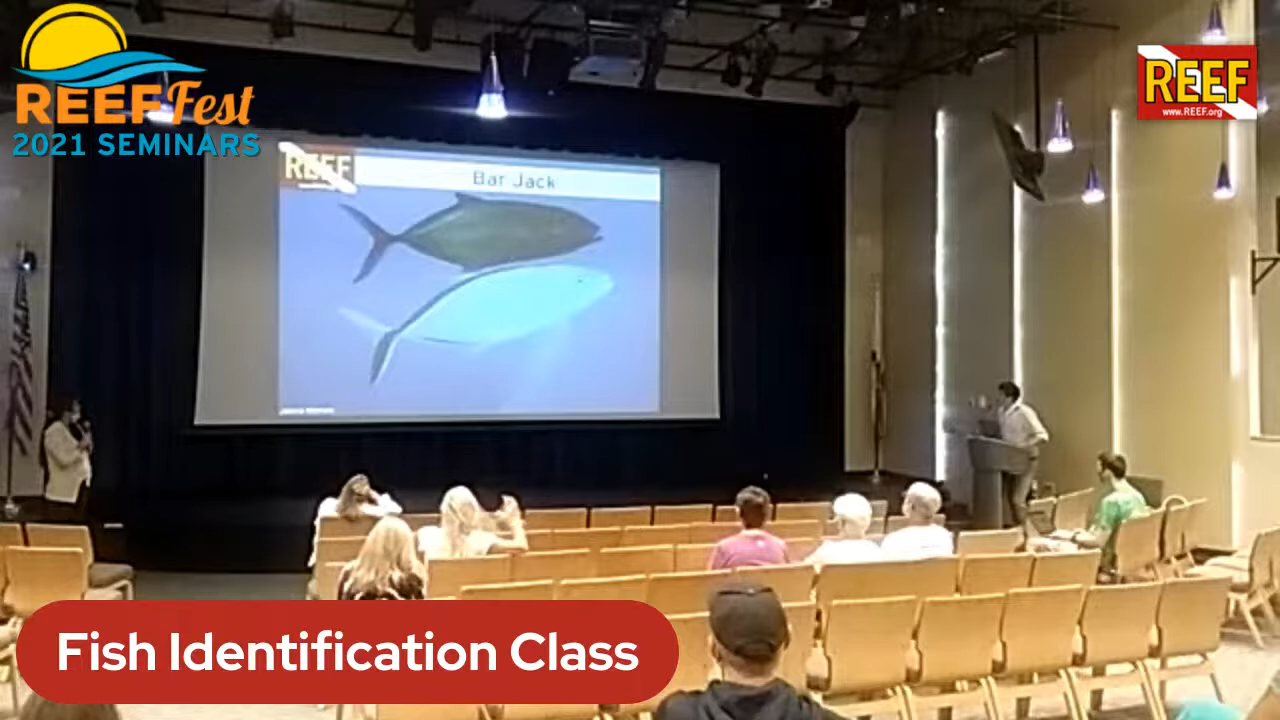 REEF Fest
2021 SEMINARS
REEF
www.REEF.org
REEF
Bar Jack
Fish Identification Class